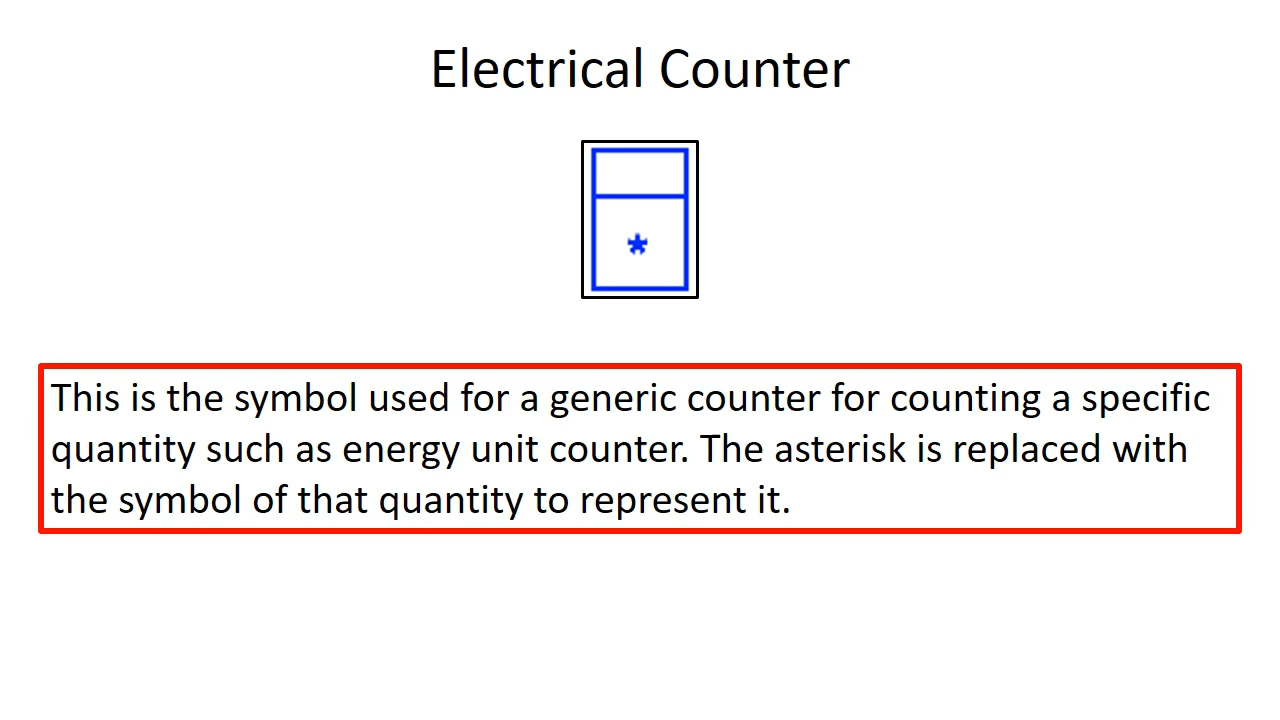 Electrical Counter
*
This is the symbol used for a generic counter for counting a specific
quantity such as energy unit counter. The asterisk is replaced with
the symbol of that quantity to represent it.